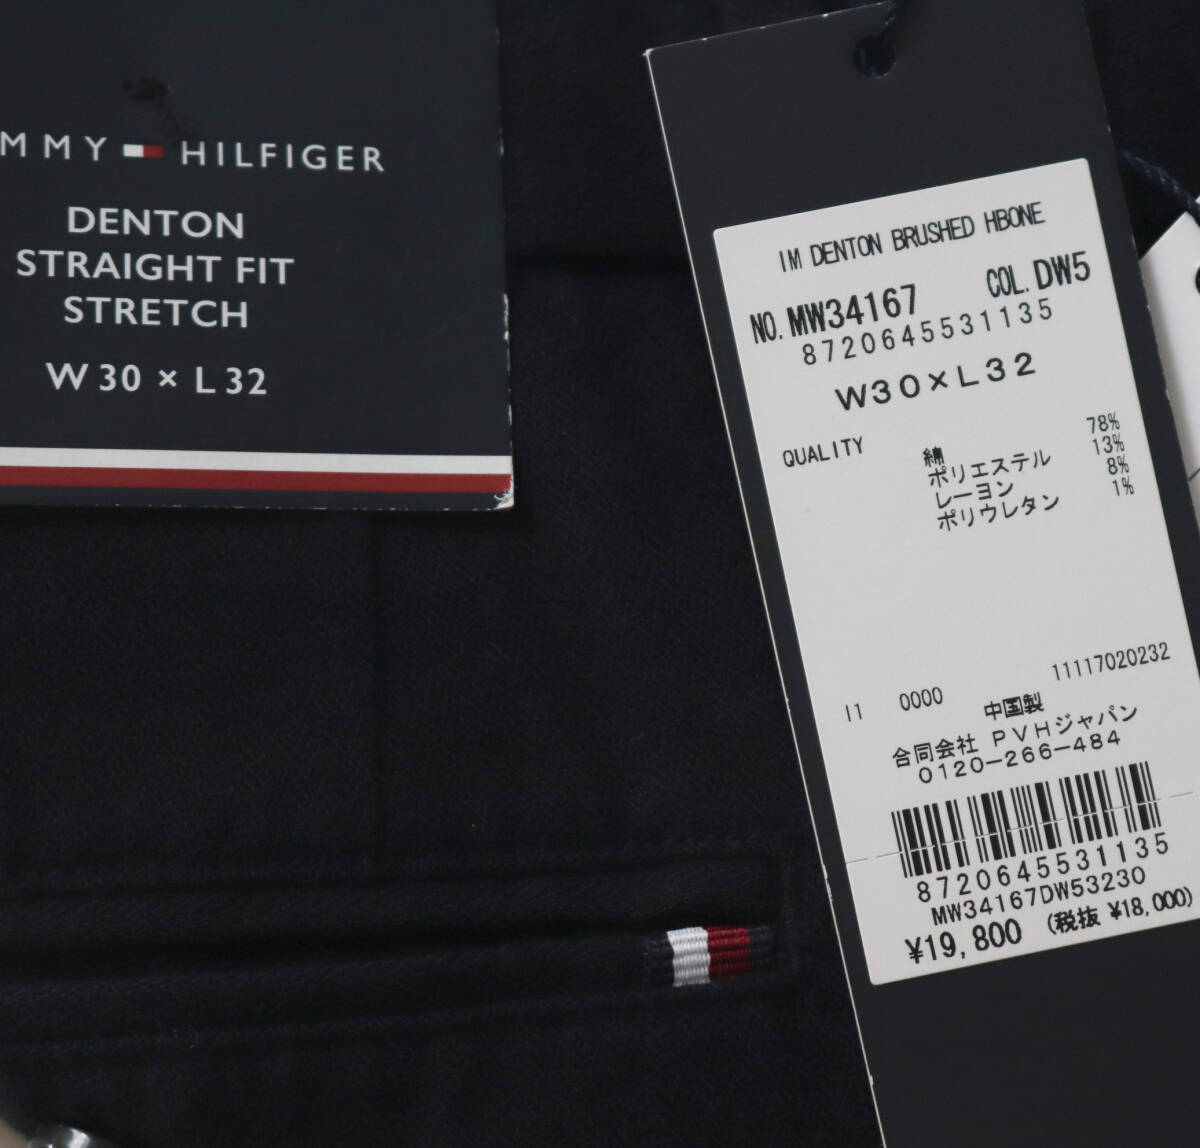 MMY HILFIGER
DENTON
STRAIGHT FIT
STRETCH
W 30 × L 32
IM DENTON BRUSHED HBONE
NO. MW34167 COL. DW5
8720645531135
W30×L32
QUALITY 綿 78%
ポリエステル 13%
レーヨン 8%
ポリウレタン 1%
11117020232
I1 0000 中国製
合同会社 PVHジャパン
0120-266-484
8720645531135
MW34167DW53230
¥19,800 (税抜 ¥18,000)